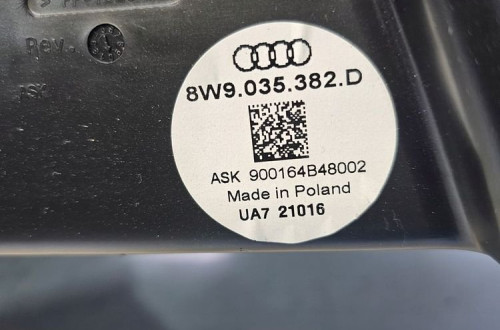 Rev.
ASK
8W9.035.382.D
ASK 900164B48002
Made in Poland
UA7 21016